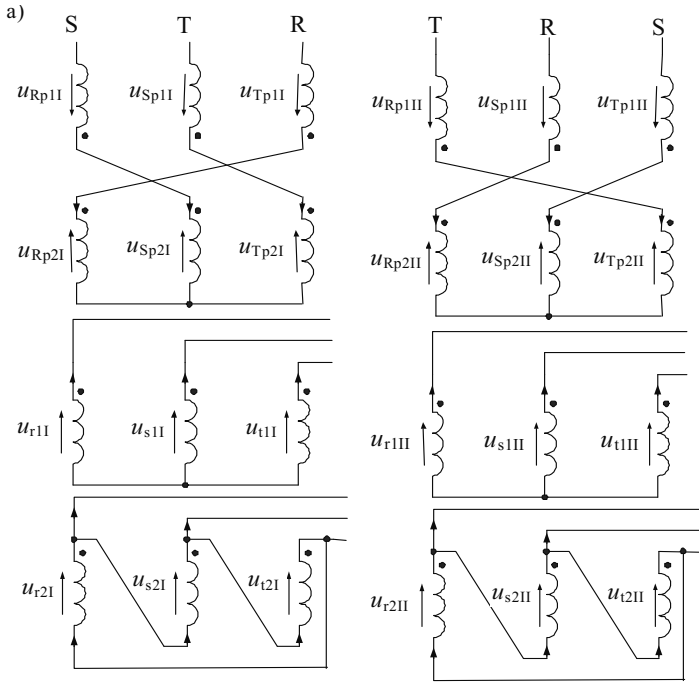 a)
S T R
T R S
uRp1I uSp1I uTp1I
uRp1II uSp1II uTp1II
uRp2I uSp2I uTp2I
uRp2II uSp2II uTp2II
ur1I us1I ut1I
ur1II us1II ut1II
ur2I us2I ut2I
ur2II us2II ut2II